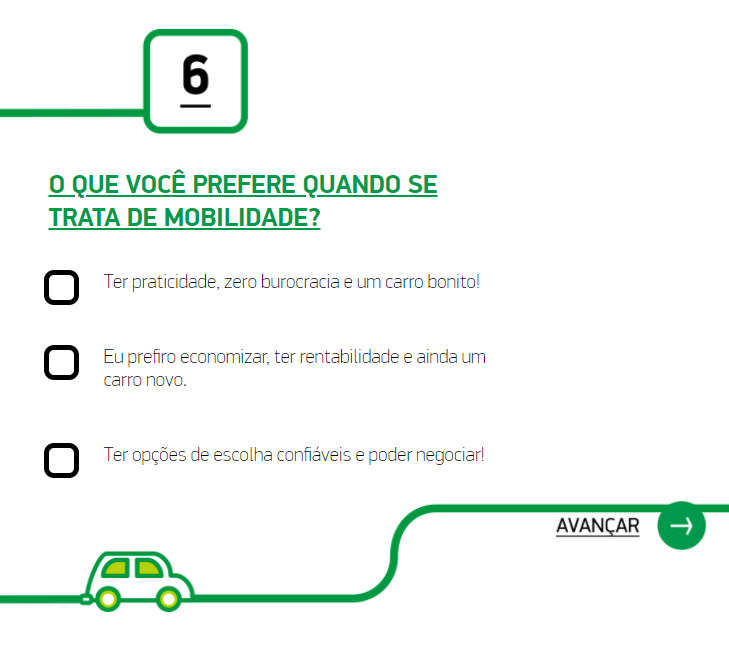 6
O QUE VOCÊ PREFERE QUANDO SE
TRATA DE MOBILIDADE?
Ter praticidade, zero burocracia e um carro bonito!
Eu prefiro economizar, ter rentabilidade e ainda um
carro novo.
Ter opções de escolha confiáveis e poder negociar!
AVANÇAR